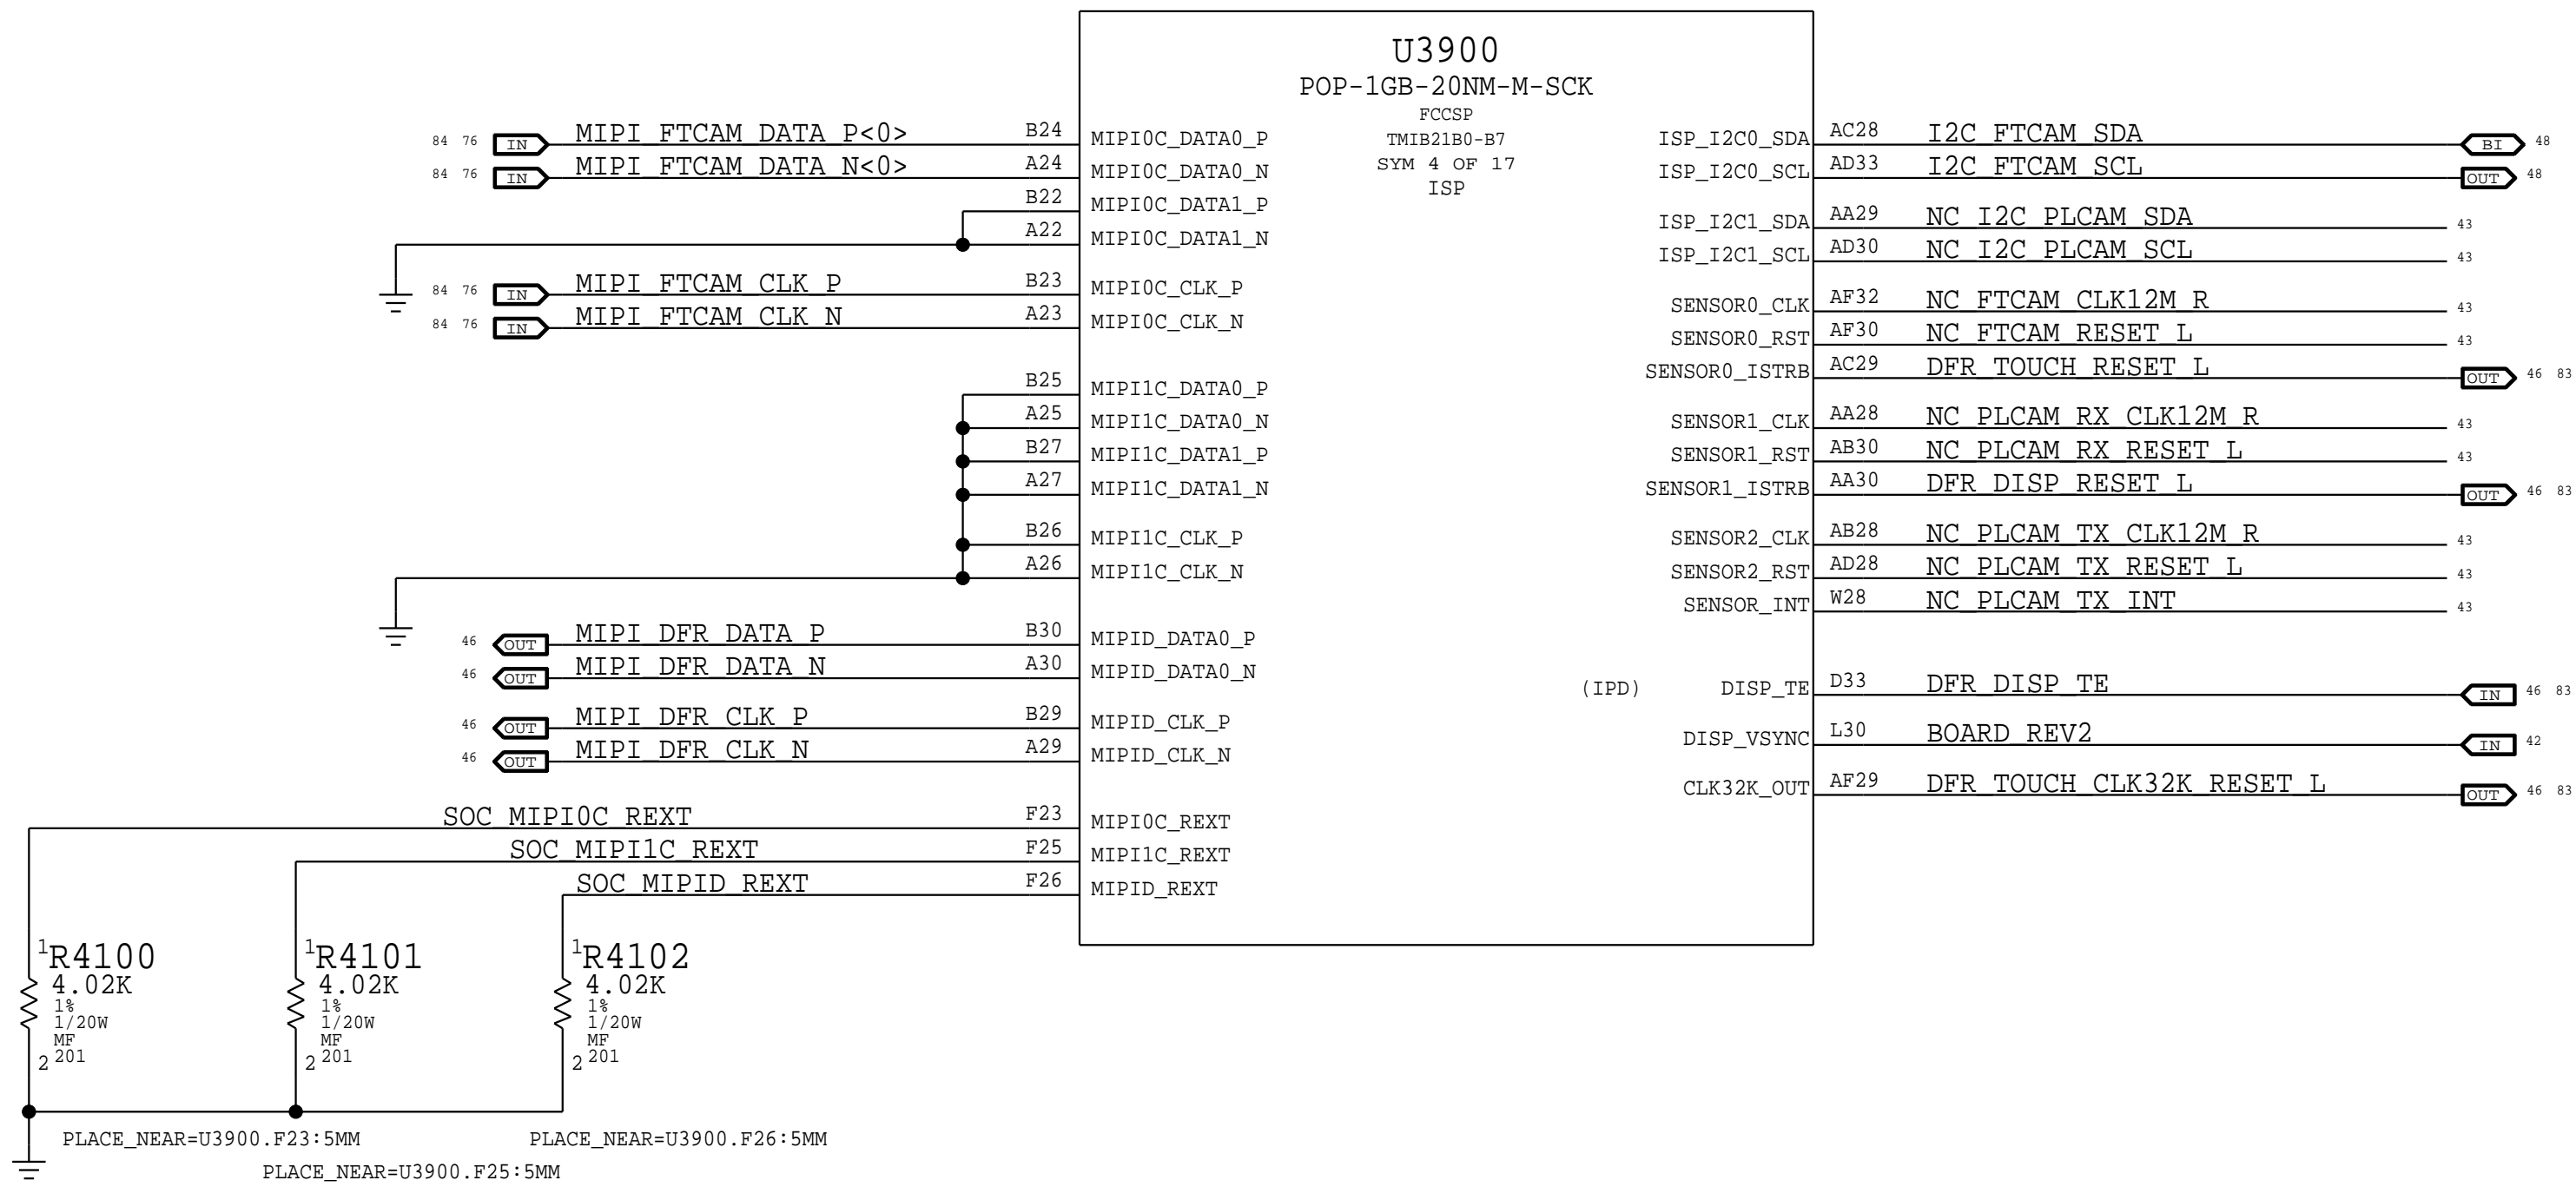 U3900
POP-1GB-20NM-M-SCK
FCCSP
TMIB21B0-B7
SYM 4 OF 17
ISP
84 76 IN MIPI_FTCAM_DATA_P<0> B24 MIPI0C_DATA0_P
84 76 IN MIPI_FTCAM_DATA_N<0> A24 MIPI0C_DATA0_N
B22 MIPI0C_DATA1_P
A22 MIPI0C_DATA1_N
84 76 IN MIPI_FTCAM_CLK_P B23 MIPI0C_CLK_P
84 76 IN MIPI_FTCAM_CLK_N A23 MIPI0C_CLK_N
B25 MIPI1C_DATA0_P
A25 MIPI1C_DATA0_N
B27 MIPI1C_DATA1_P
A27 MIPI1C_DATA1_N
B26 MIPI1C_CLK_P
A26 MIPI1C_CLK_N
46 OUT MIPI_DFR_DATA_P B30 MIPID_DATA0_P
46 OUT MIPI_DFR_DATA_N A30 MIPID_DATA0_N
46 OUT MIPI_DFR_CLK_P B29 MIPID_CLK_P
46 OUT MIPI_DFR_CLK_N A29 MIPID_CLK_N
SOC_MIPI0C_REXT F23 MIPI0C_REXT
SOC_MIPI1C_REXT F25 MIPI1C_REXT
SOC_MIPID_REXT F26 MIPID_REXT
ISP_I2C0_SDA AC28 I2C_FTCAM_SDA BI 48
ISP_I2C0_SCL AD33 I2C_FTCAM_SCL OUT 48
ISP_I2C1_SDA AA29 NC_I2C_PLCAM_SDA 43
ISP_I2C1_SCL AD30 NC_I2C_PLCAM_SCL 43
SENSOR0_CLK AF32 NC_FTCAM_CLK12M_R 43
SENSOR0_RST AF30 NC_FTCAM_RESET_L 43
SENSOR0_ISTRB AC29 DFR_TOUCH_RESET_L OUT 46 83
SENSOR1_CLK AA28 NC_PLCAM_RX_CLK12M_R 43
SENSOR1_RST AB30 NC_PLCAM_RX_RESET_L 43
SENSOR1_ISTRB AA30 DFR_DISP_RESET_L OUT 46 83
SENSOR2_CLK AB28 NC_PLCAM_TX_CLK12M_R 43
SENSOR2_RST AD28 NC_PLCAM_TX_RESET_L 43
SENSOR_INT W28 NC_PLCAM_TX_INT 43
(IPD) DISP_TE D33 DFR_DISP_TE IN 46 83
DISP_VSYNC L30 BOARD_REV2 IN 42
CLK32K_OUT AF29 DFR_TOUCH_CLK32K_RESET_L OUT 46 83
1 R4100
4.02K
1%
1/20W
MF
2 201
1 R4101
4.02K
1%
1/20W
MF
2 201
1 R4102
4.02K
1%
1/20W
MF
2 201
PLACE_NEAR=U3900.F23:5MM
PLACE_NEAR=U3900.F26:5MM
PLACE_NEAR=U3900.F25:5MM